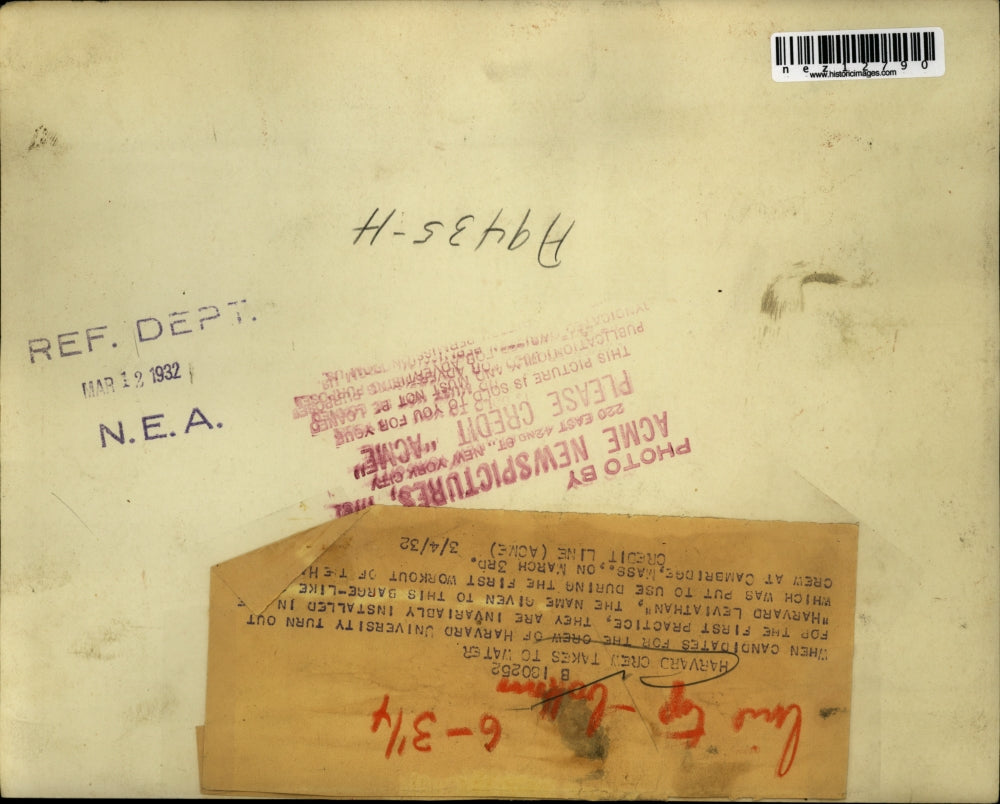 nez12790
www.historicimages.com
A9435-H
REF. DEPT.
MAR 12 1932
N.E.A.
PHOTO BY
ACME NEWSPICTURES,
220 EAST 42ND ST., NEW YORK CITY
PLEASE CREDIT "ACME"
THIS PICTURE IS SOLD TO YOU FOR YOUR
PUBLICATION ONLY AND MUST NOT BE LOANED
B 130252
HARVARD CREW TAKES TO WATER
WHEN CANDIDATES FOR THE CREW OF HARVARD UNIVERSITY TURN OUT
FOP THE FIRST PRACTICE, THEY ARE INVARIABLY INSTALLED IN
"HARVARD LEVIATHAN", THE NAME GIVEN TO THIS BARGE-LIKE
WHICH WAS PUT TO USE DURING THE FIRST WORKOUT OF THE H
CREW AT CAMBRIDGE, MASS., ON MARCH 3RD.
CREDIT LINE (ACME) 3/4/32
6-3¼